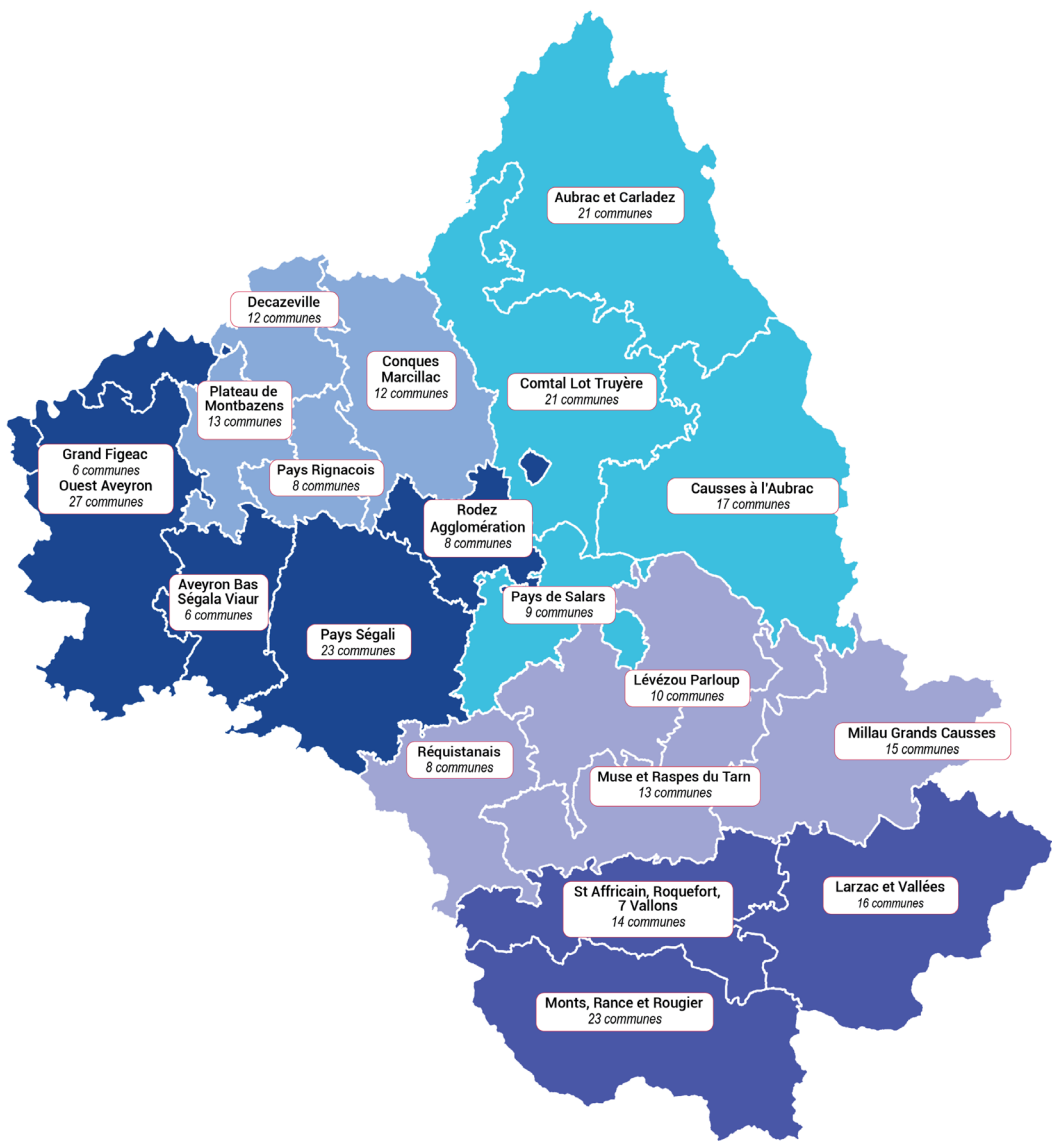 Aubrac et Carladez
21 communes
Decazeville
12 communes
Conques
Marcillac
12 communes
Comtal Lot Truyère
21 communes
Plateau de
Montbazens
13 communes
Grand Figeac
6 communes
Ouest Aveyron
27 communes
Pays Rignacois
8 communes
Causses à l'Aubrac
17 communes
Rodez
Agglomération
8 communes
Aveyron Bas
Ségala Viaur
6 communes
Pays de Salars
9 communes
Pays Ségali
23 communes
Lévézou Parloup
10 communes
Millau Grands Causses
15 communes
Réquistanais
8 communes
Muse et Raspes du Tarn
13 communes
St Affricain, Roquefort,
7 Vallons
14 communes
Larzac et Vallées
16 communes
Monts, Rance et Rougier
23 communes